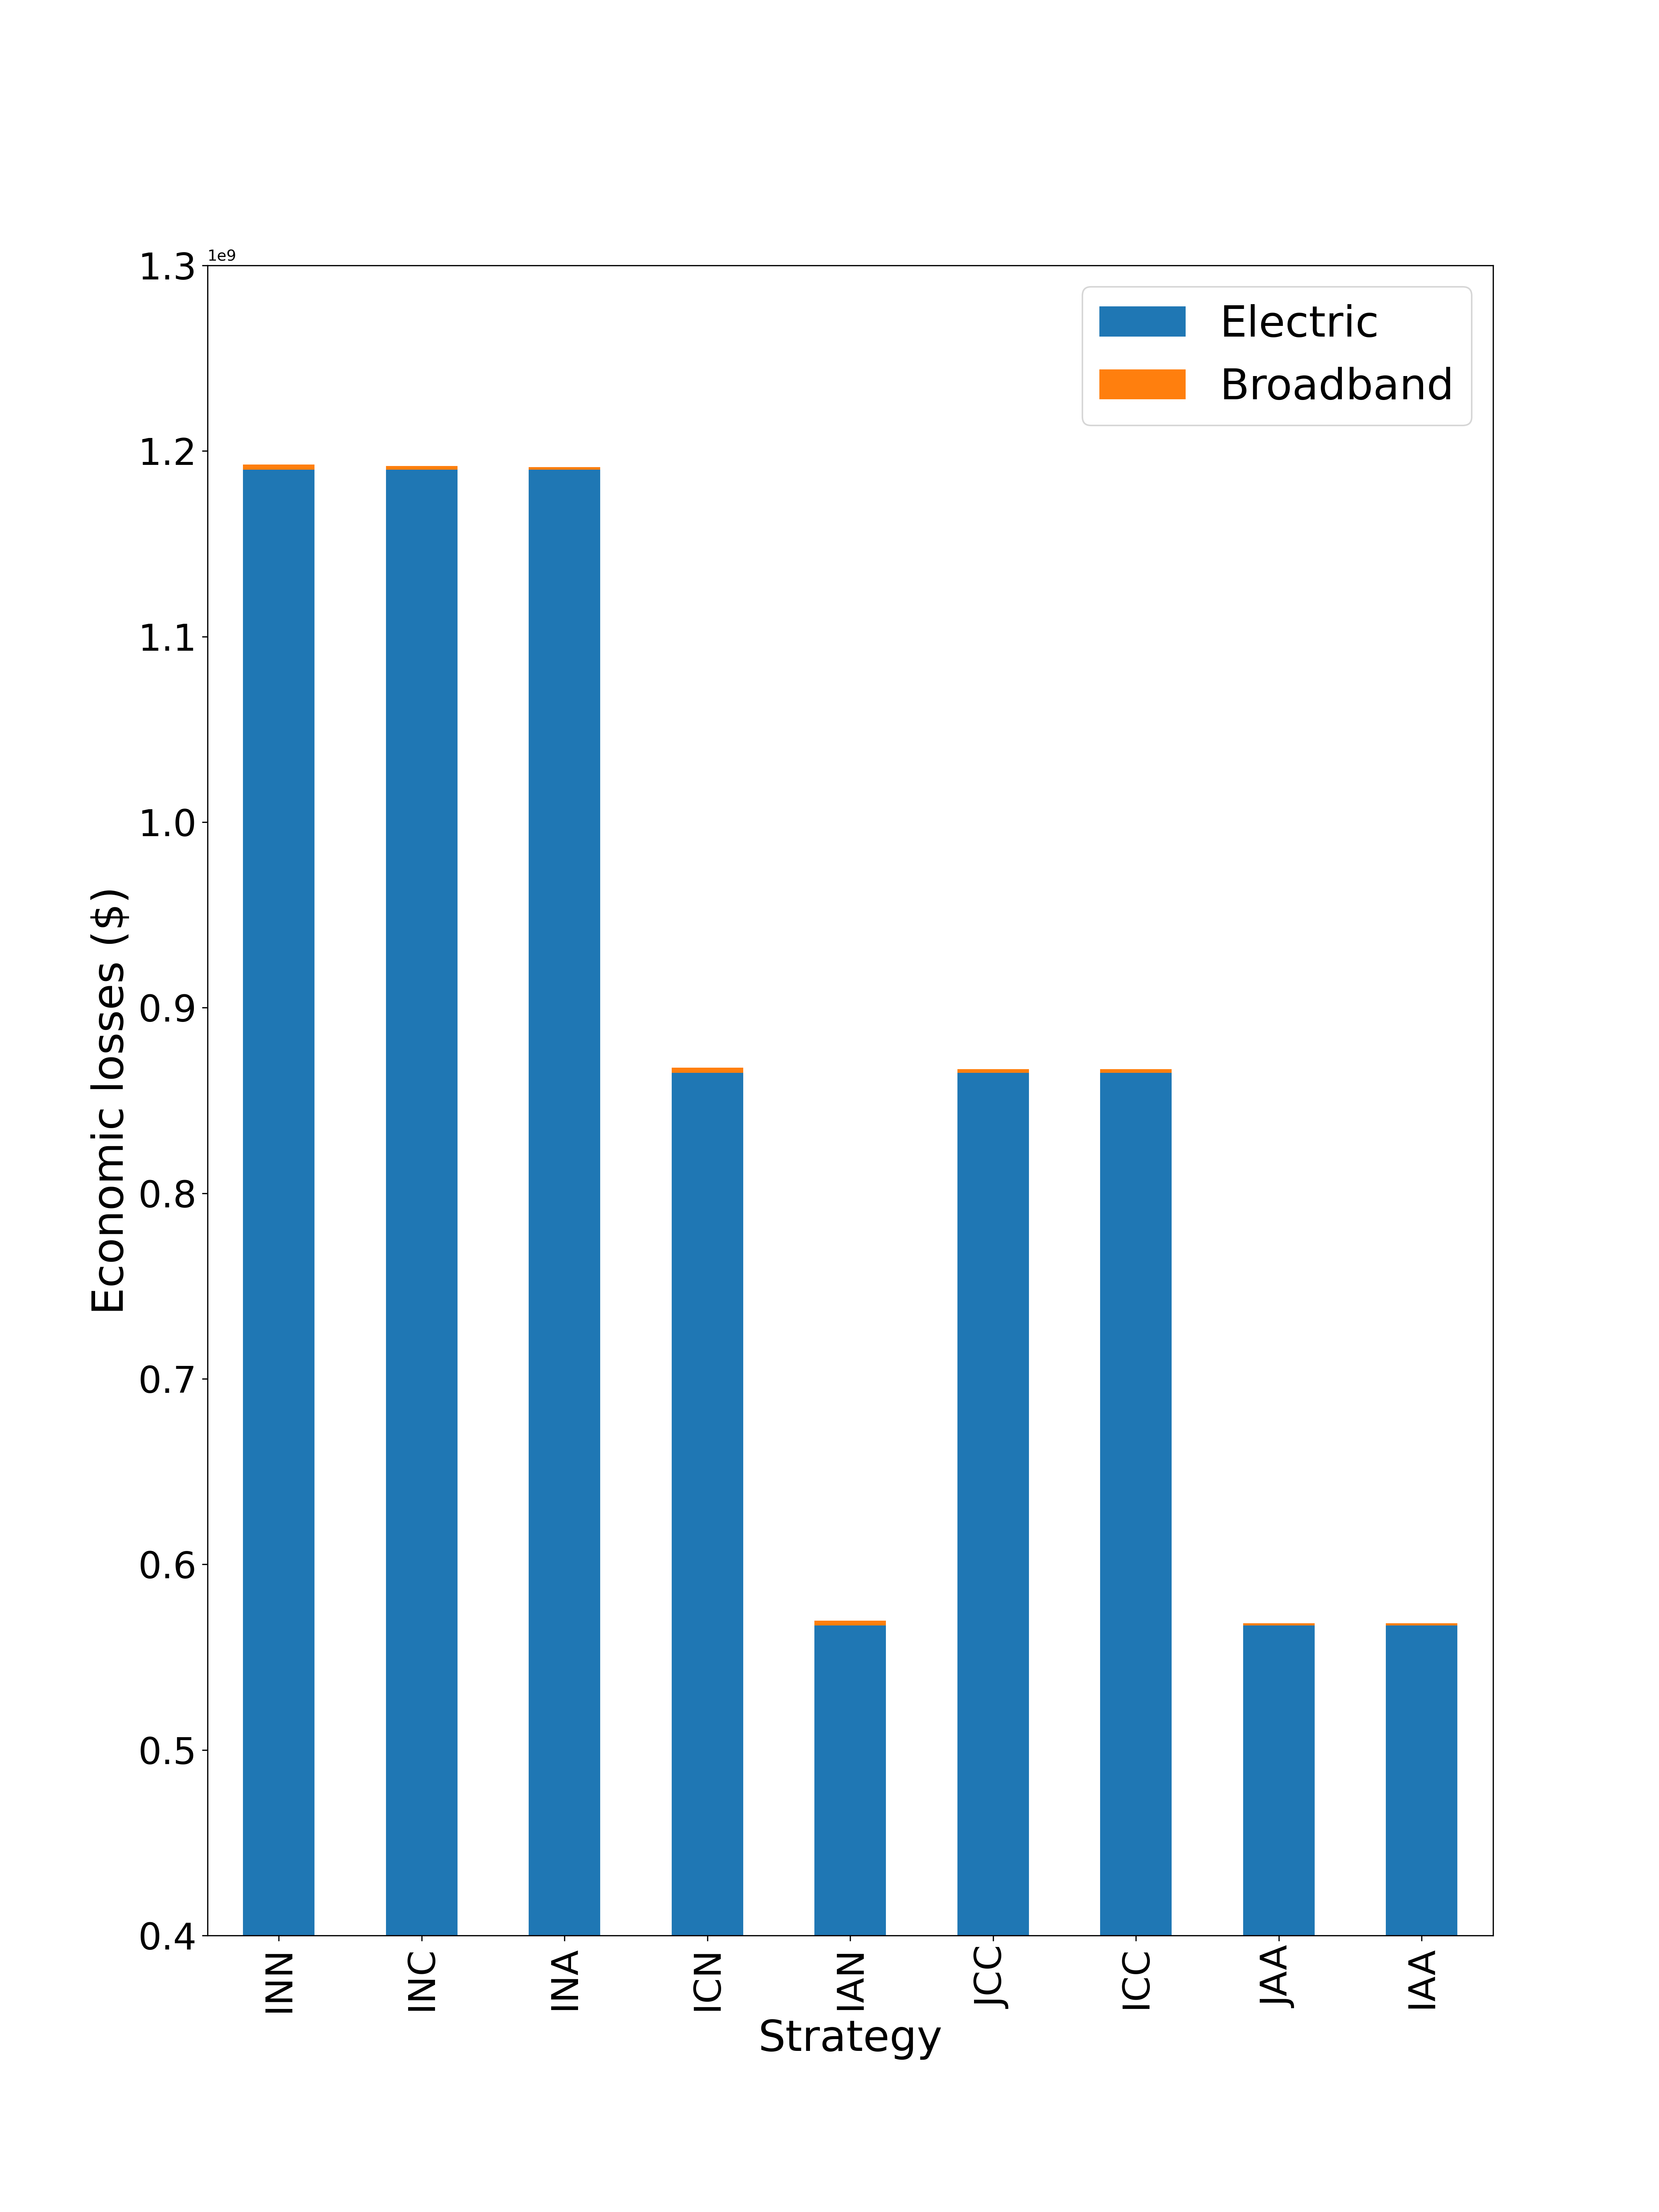 1e9
1.3
1.2
1.1
1.0
0.9
0.8
0.7
0.6
0.5
0.4
Economic losses ($)
Electric
Broadband
INN
INC
INA
ICN
IAN
JCC
ICC
JAA
IAA
Strategy